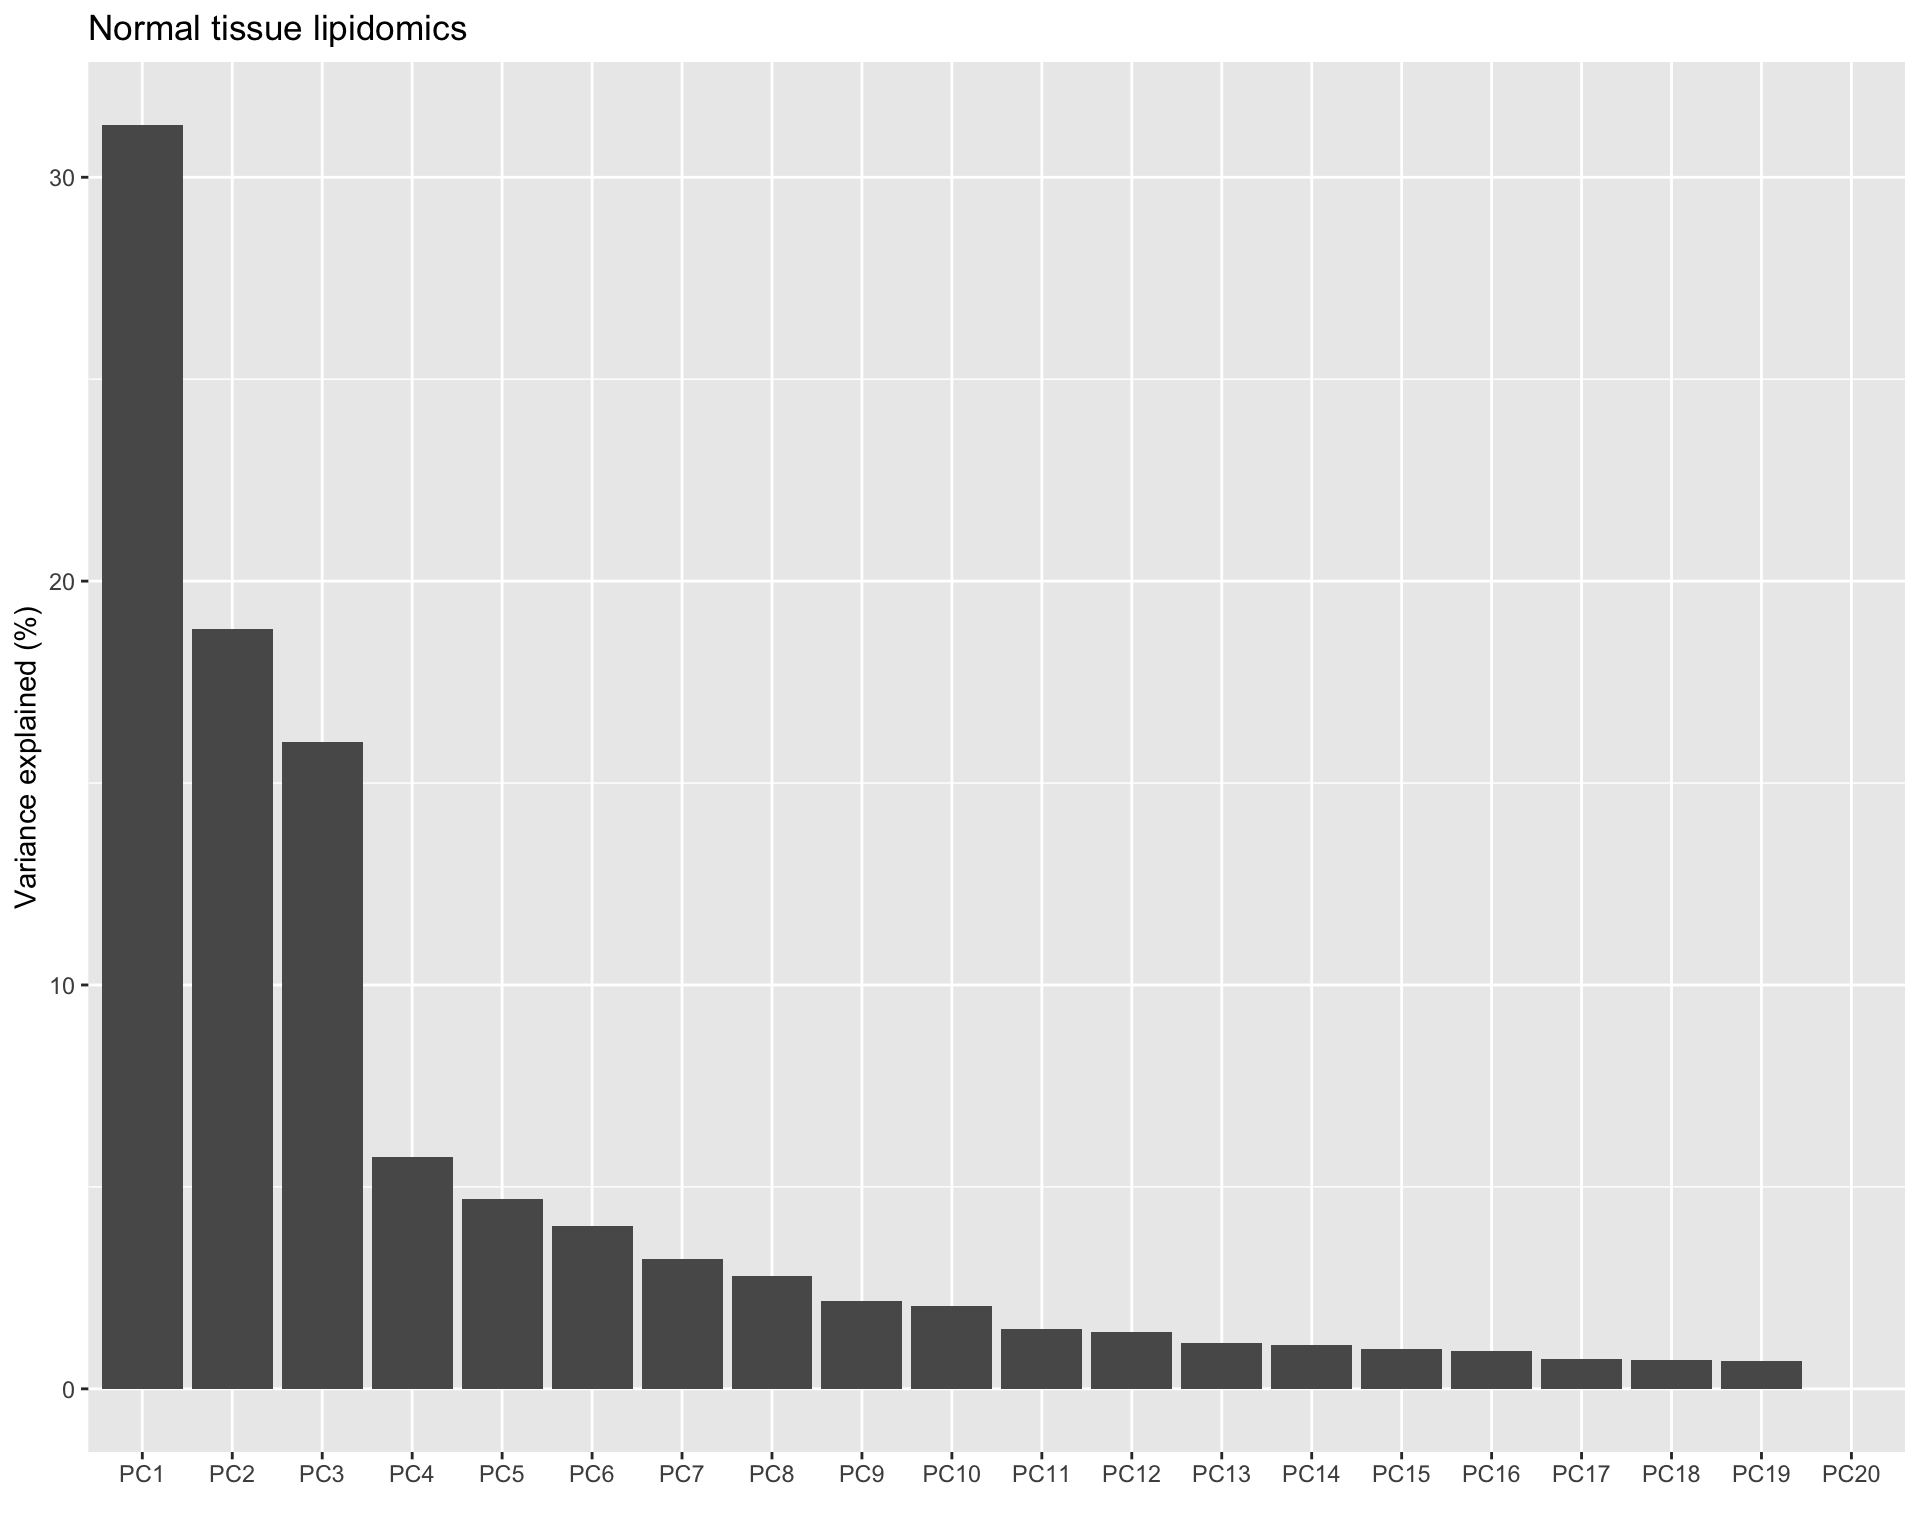 Normal tissue lipidomics
Variance explained (%)
30
20
10
0
PC1 PC2 PC3 PC4 PC5 PC6 PC7 PC8 PC9 PC10 PC11 PC12 PC13 PC14 PC15 PC16 PC17 PC18 PC19 PC20